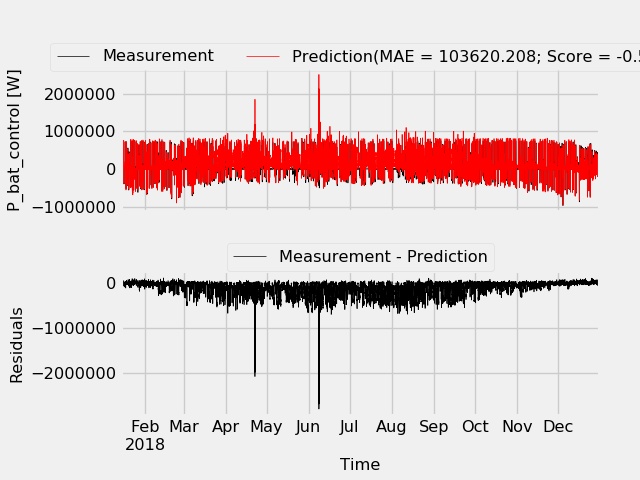 Measurement
Prediction(MAE = 103620.208; Score = -0.5
P_bat_control [W]
2000000
1000000
0
−1000000
Measurement - Prediction
Residuals
0
−1000000
−2000000
Feb Mar Apr May Jun Jul Aug Sep Oct Nov Dec
2018
Time